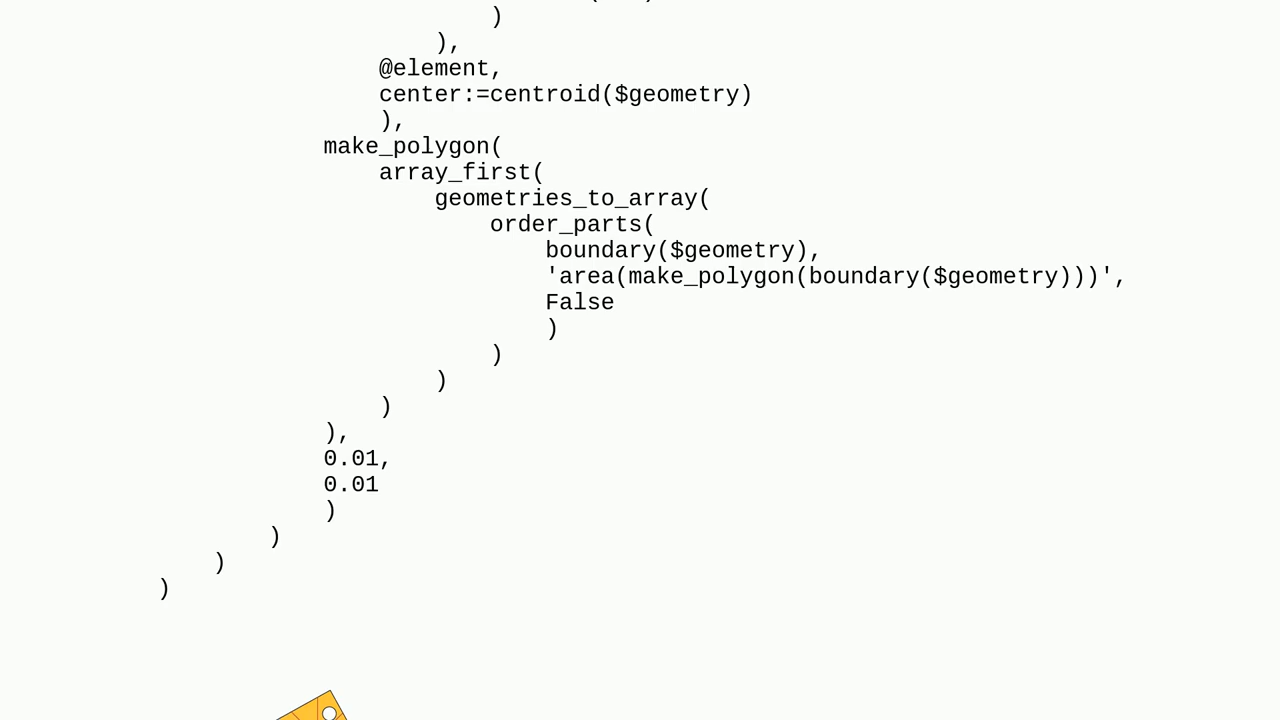 )
),
@element,
center:=centroid($geometry)
),
make_polygon(
array_first(
geometries_to_array(
order_parts(
boundary($geometry),
'area(make_polygon(boundary($geometry)))',
False
)
)
)
)
),
0.01,
0.01
)
)
)
)